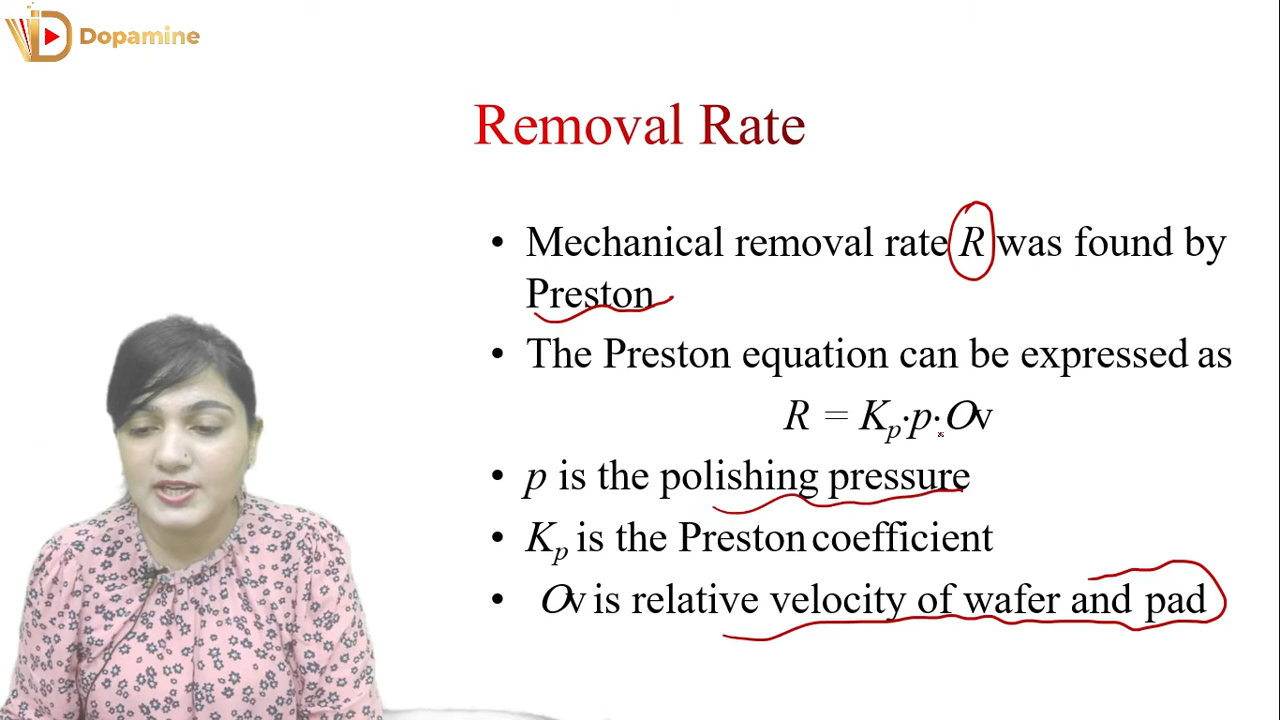 Dopamine
Removal Rate
• Mechanical removal rate R was found by
Preston
• The Preston equation can be expressed as
R = Kp·p·Ov
• p is the polishing pressure
• Kp is the Preston coefficient
• Ov is relative velocity of wafer and pad